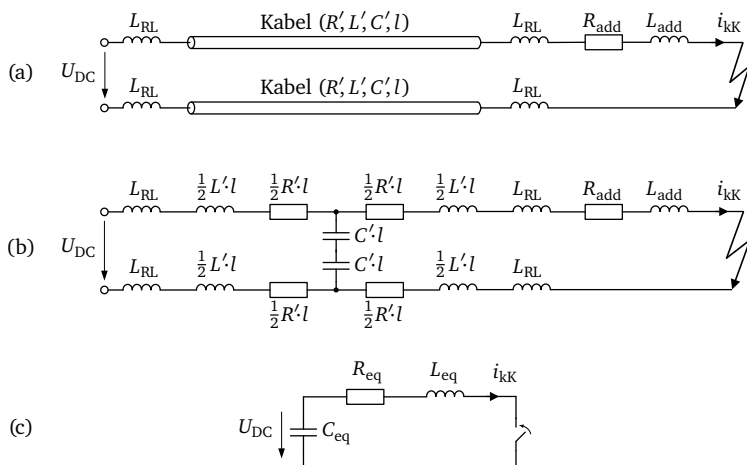 L_RL Kabel (R′, L′, C′, l) L_RL R_add L_add i_kK
(a)
U_DC
L_RL Kabel (R′, L′, C′, l) L_RL
L_RL ½L′·l ½R′·l ½R′·l ½L′·l L_RL R_add L_add i_kK
C′·l
(b)
U_DC
C′·l
L_RL ½L′·l ½L′·l L_RL
½R′·l ½R′·l
R_eq L_eq i_kK
(c)
U_DC C_eq